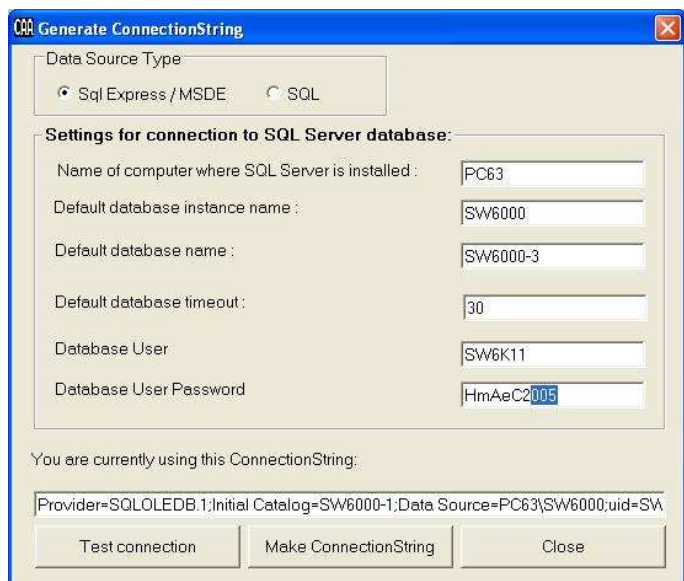 CAA Generate ConnectionString
Data Source Type
Sql Express / MSDE SQL
Settings for connection to SQL Server database:
Name of computer where SQL Server is installed : PC63
Default database instance name : SW6000
Default database name : SW6000-3
Default database timeout : 30
Database User SW6K11
Database User Password HmAeC2005
You are currently using this ConnectionString:
Provider=SQLOLEDB.1;Initial Catalog=SW6000-1;Data Source=PC63\SW6000;uid=SW
Test connection Make ConnectionString Close